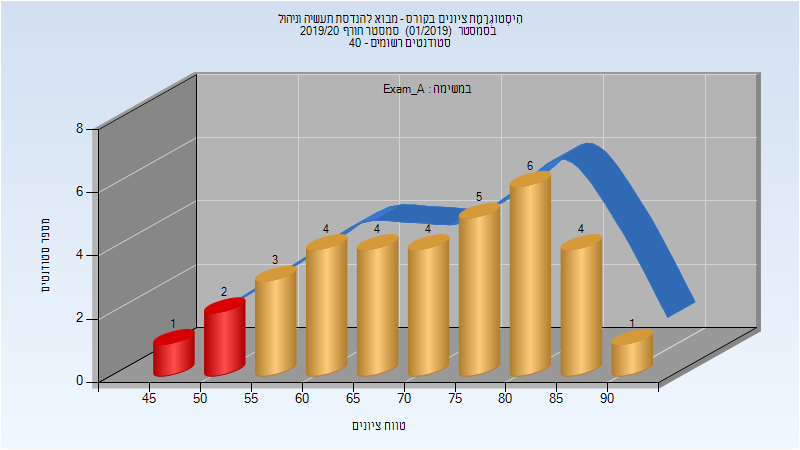 הִיסְטוֹגְרָמַת ציונים בקורס - מבוא להנדסת תעשיה וניהול
בסמסטר (01/2019) סמסטר חורף 2019/20
סטודנטים רשומים - 40
במשימה : Exam_A
מספר סטודנטים
8
6
4
2
0
1
2
3
4
4
4
5
6
4
1
45 50 55 60 65 70 75 80 85 90
טווח ציונים